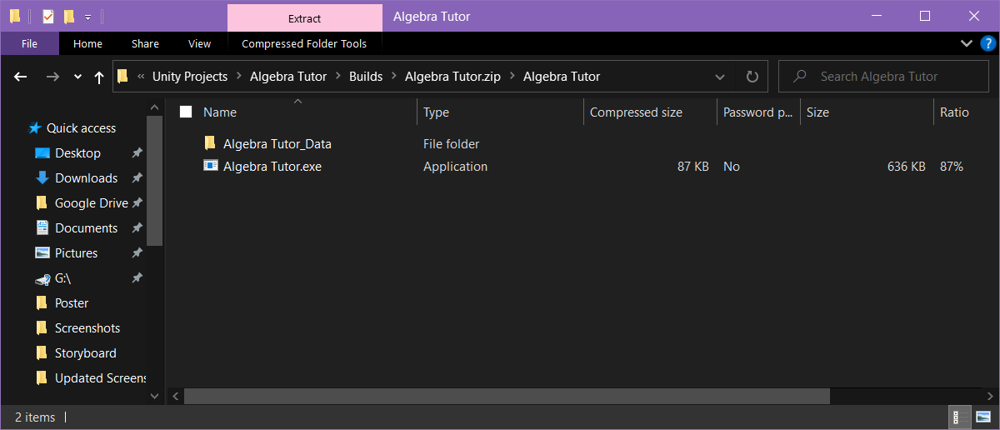 Extract
Algebra Tutor
File Home Share View Compressed Folder Tools
?
« Unity Projects > Algebra Tutor > Builds > Algebra Tutor.zip > Algebra Tutor
Search Algebra Tutor
Name Type Compressed size Password p... Size Ratio
Algebra Tutor_Data File folder
Algebra Tutor.exe Application 87 KB No 636 KB 87%
Quick access
Desktop
Downloads
Google Drive
Documents
Pictures
G:\
Poster
Screenshots
Storyboard
Updated Screens
2 items